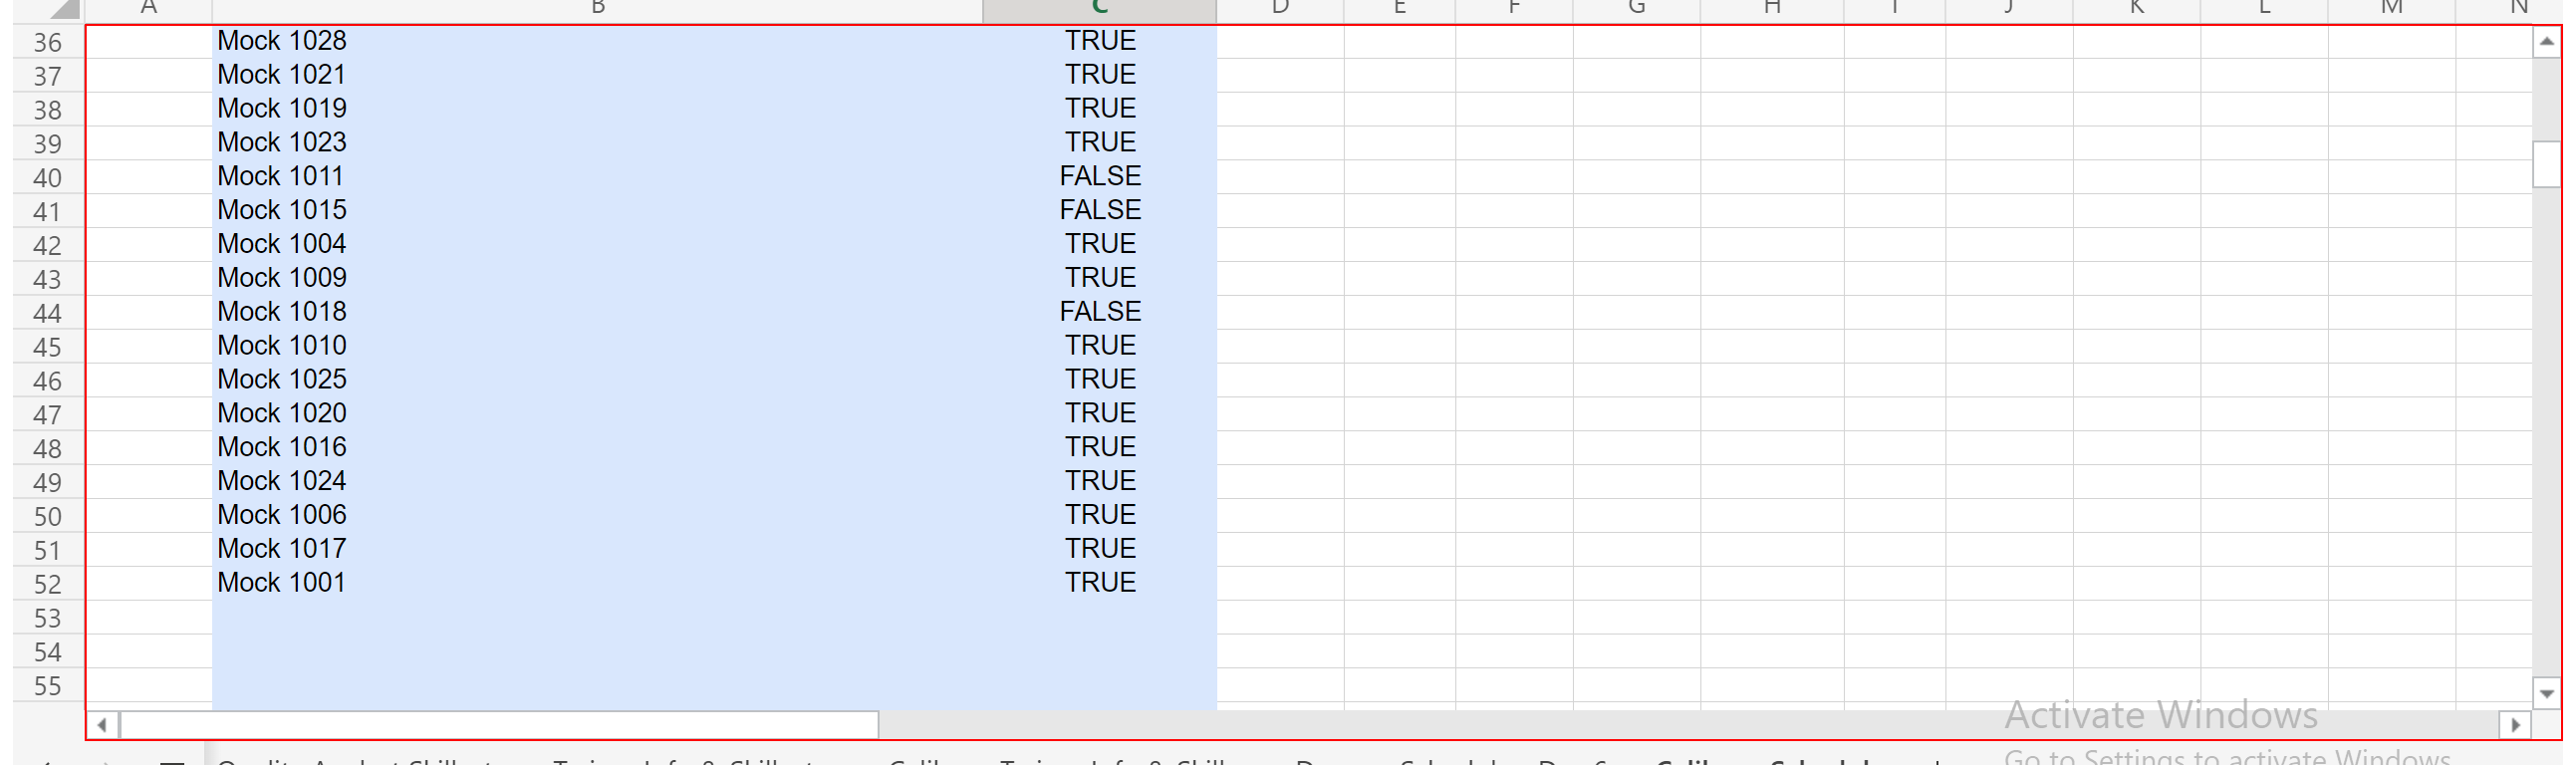 A B C D E F G H I J K L M N
36 Mock 1028 TRUE
37 Mock 1021 TRUE
38 Mock 1019 TRUE
39 Mock 1023 TRUE
40 Mock 1011 FALSE
41 Mock 1015 FALSE
42 Mock 1004 TRUE
43 Mock 1009 TRUE
44 Mock 1018 FALSE
45 Mock 1010 TRUE
46 Mock 1025 TRUE
47 Mock 1020 TRUE
48 Mock 1016 TRUE
49 Mock 1024 TRUE
50 Mock 1006 TRUE
51 Mock 1017 TRUE
52 Mock 1001 TRUE
53
54
55
Activate Windows
Go to Settings to activate Windows